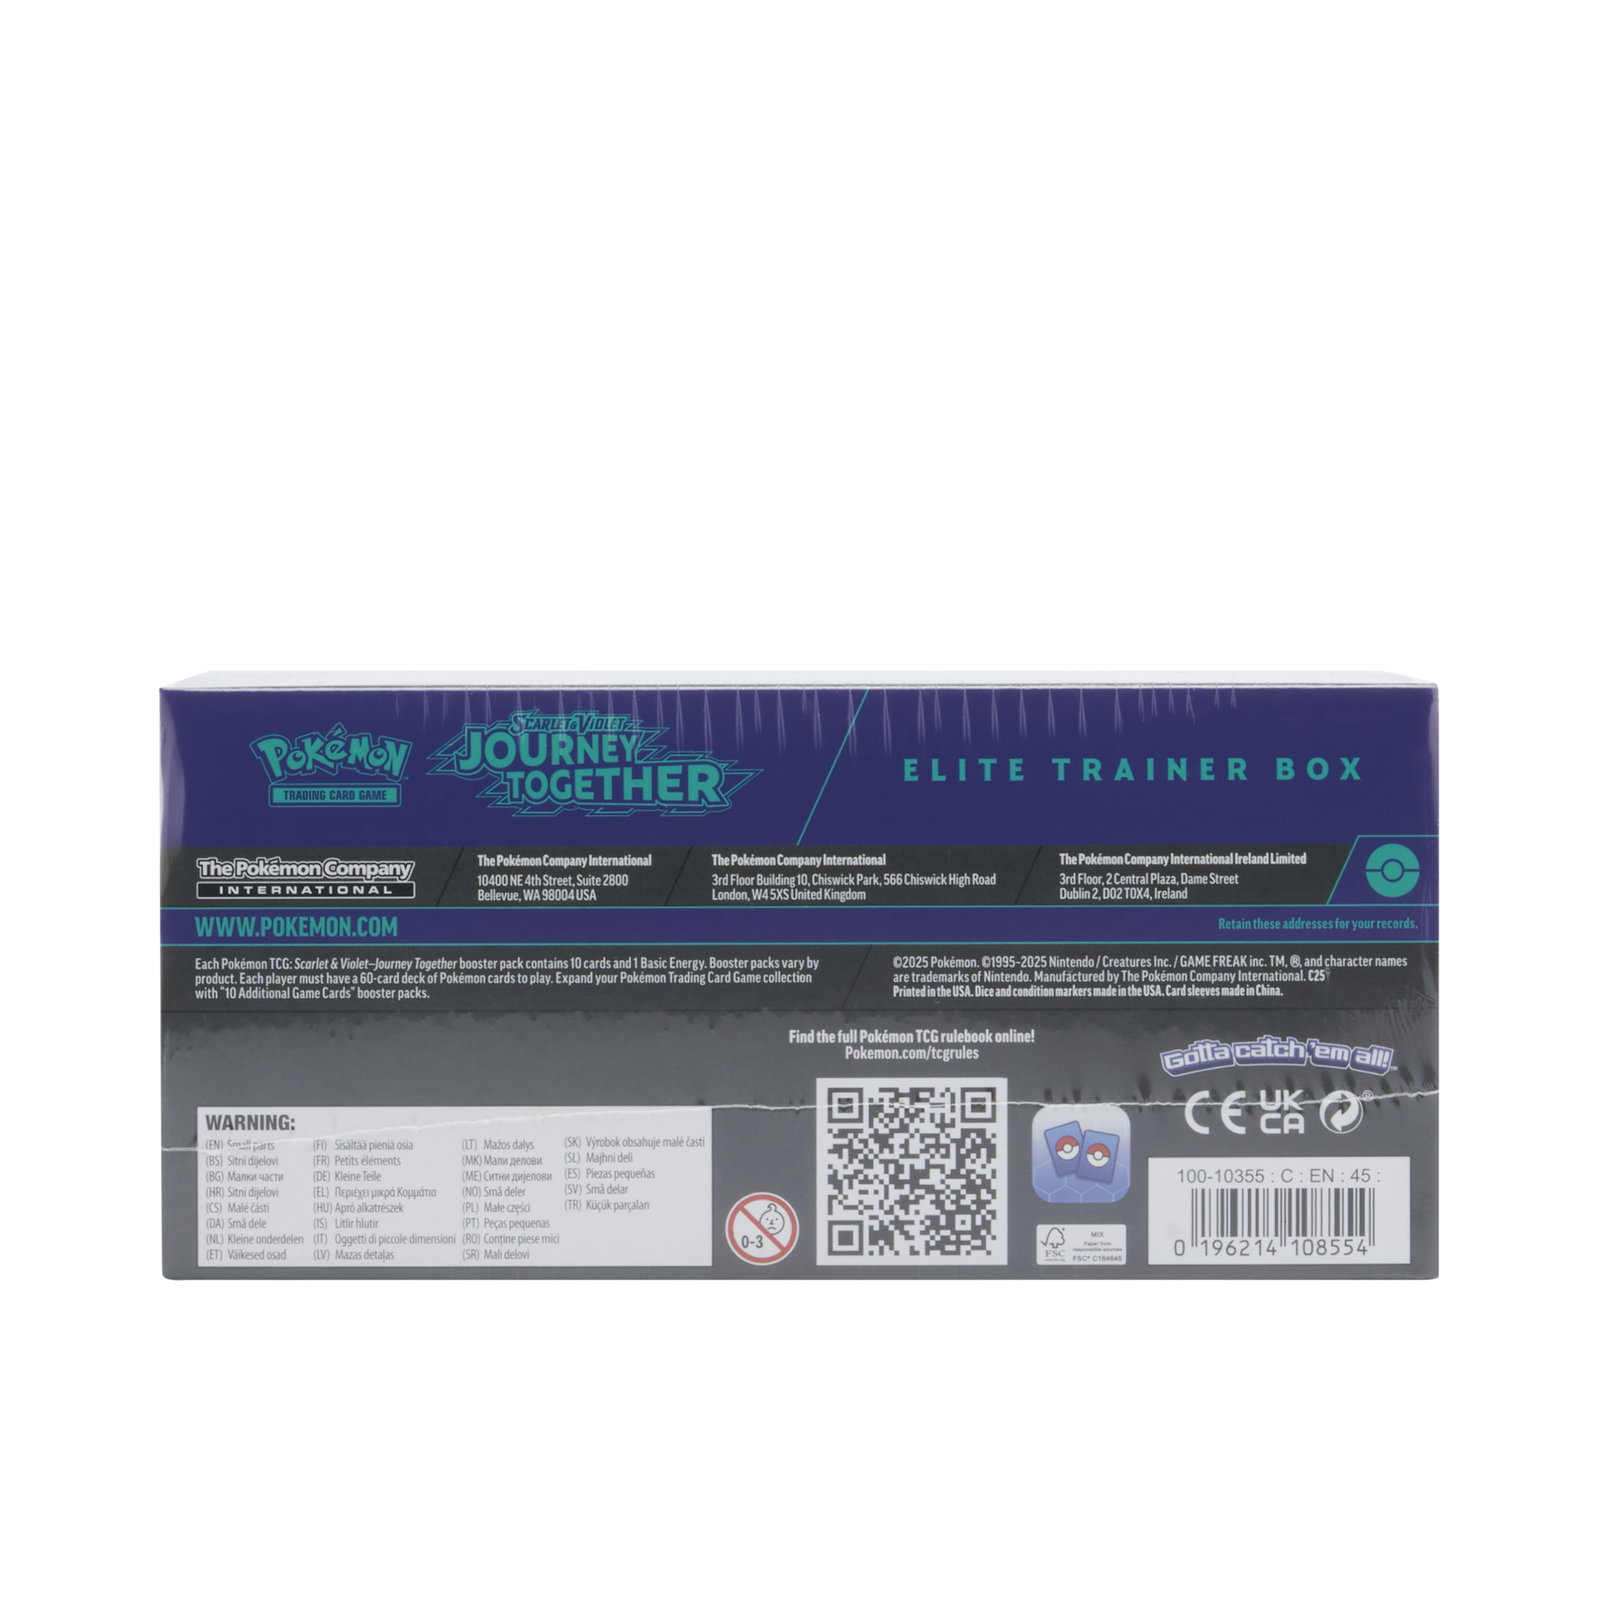 POKéMON
TRADING CARD GAME
SCARLET & VIOLET
JOURNEY
TOGETHER
ELITE TRAINER BOX
The Pokémon Company
INTERNATIONAL
The Pokémon Company International
10400 NE 4th Street, Suite 2800
Bellevue, WA 98004 USA
The Pokémon Company International
3rd Floor Building 10, Chiswick Park, 566 Chiswick High Road
London, W4 5XS United Kingdom
The Pokémon Company International Ireland Limited
3rd Floor, 2 Central Plaza, Dame Street
Dublin 2, D02 T0X4, Ireland
WWW.POKEMON.COM
Retain these addresses for your records.
Each Pokémon TCG: Scarlet & Violet–Journey Together booster pack contains 10 cards and 1 Basic Energy. Booster packs vary by
product. Each player must have a 60-card deck of Pokémon cards to play. Expand your Pokémon Trading Card Game collection
with "10 Additional Game Cards" booster packs.
©2025 Pokémon. ©1995–2025 Nintendo / Creatures Inc. / GAME FREAK inc. TM, ®, and character names
are trademarks of Nintendo. Manufactured by The Pokémon Company International. C25
Printed in the USA. Dice and condition markers made in the USA. Card sleeves made in China.
Find the full Pokémon TCG rulebook online!
Pokemon.com/tcgrules
Gotta catch 'em all!™
WARNING:
(EN) Small parts
(BS) Sitni dijelovi
(BG) Малки части
(HR) Sitni dijelovi
(CS) Malé části
(DA) Små dele
(NL) Kleine onderdelen
(ET) Väikesed osad
(FI) Sisältää pieniä osia
(FR) Petits éléments
(DE) Kleine Teile
(EL) Περιέχει μικρά Κομμάτια
(HU) Apró alkatrészek
(IS) Litlir hlutir
(IT) Oggetti di piccole dimensioni
(LV) Mazas detaļas
(LT) Mažos dalys
(MK) Мали делови
(ME) Ситни дијелови
(NO) Små deler
(PL) Małe części
(PT) Peças pequenas
(RO) Conține piese mici
(SR) Mali delovi
(SK) Výrobok obsahuje malé časti
(SL) Majhni deli
(ES) Piezas pequeñas
(SV) Små delar
(TR) Küçük parçaları
0-3
CE
UK
CA
®
FSC
MIX
Paper from
responsible sources
FSC® C164645
100-10355 : C : EN : 45 :
0 196214 108554